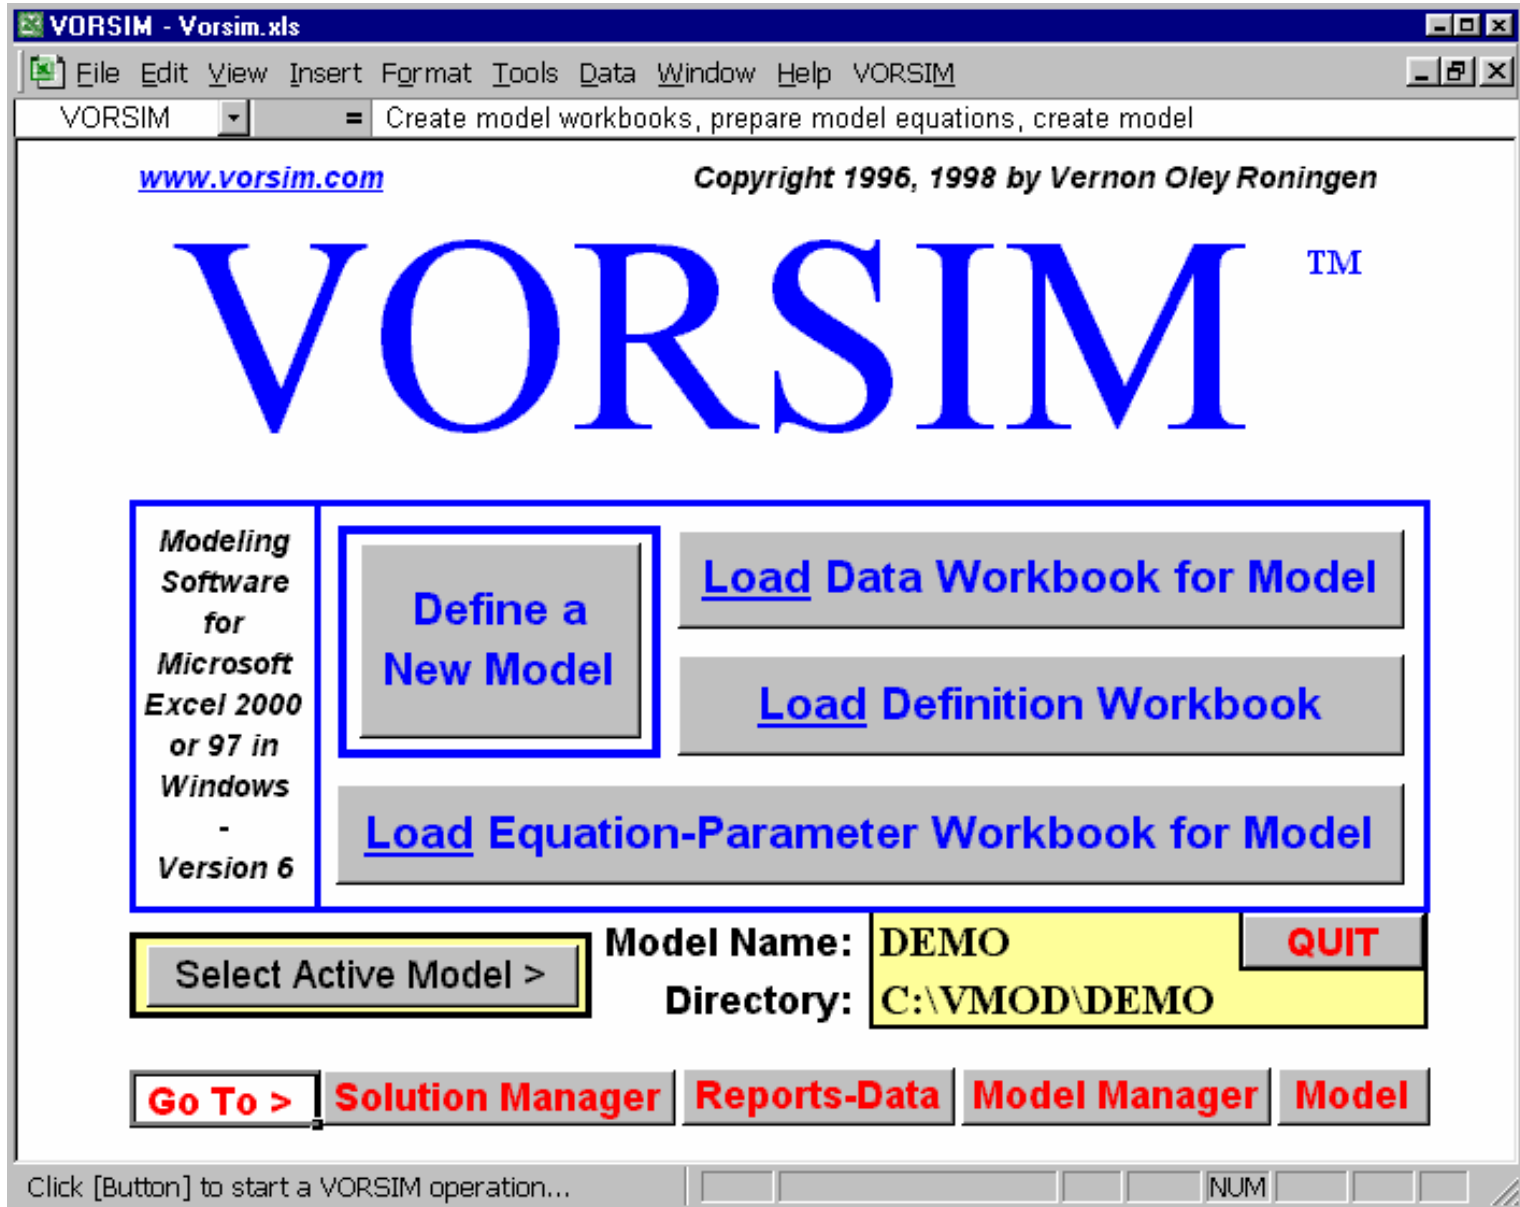 VORSIM - Vorsim.xls
File Edit View Insert Format Tools Data Window Help VORSIM
VORSIM = Create model workbooks, prepare model equations, create model
www.vorsim.com Copyright 1996, 1998 by Vernon Oley Roningen
VORSIM TM
Modeling
Software
for
Microsoft
Excel 2000
or 97 in
Windows
-
Version 6
Define a
New Model
Load Data Workbook for Model
Load Definition Workbook
Load Equation-Parameter Workbook for Model
Select Active Model >
Model Name: DEMO QUIT
Directory: C:\VMOD\DEMO
Go To > Solution Manager Reports-Data Model Manager Model
Click [Button] to start a VORSIM operation... NUM